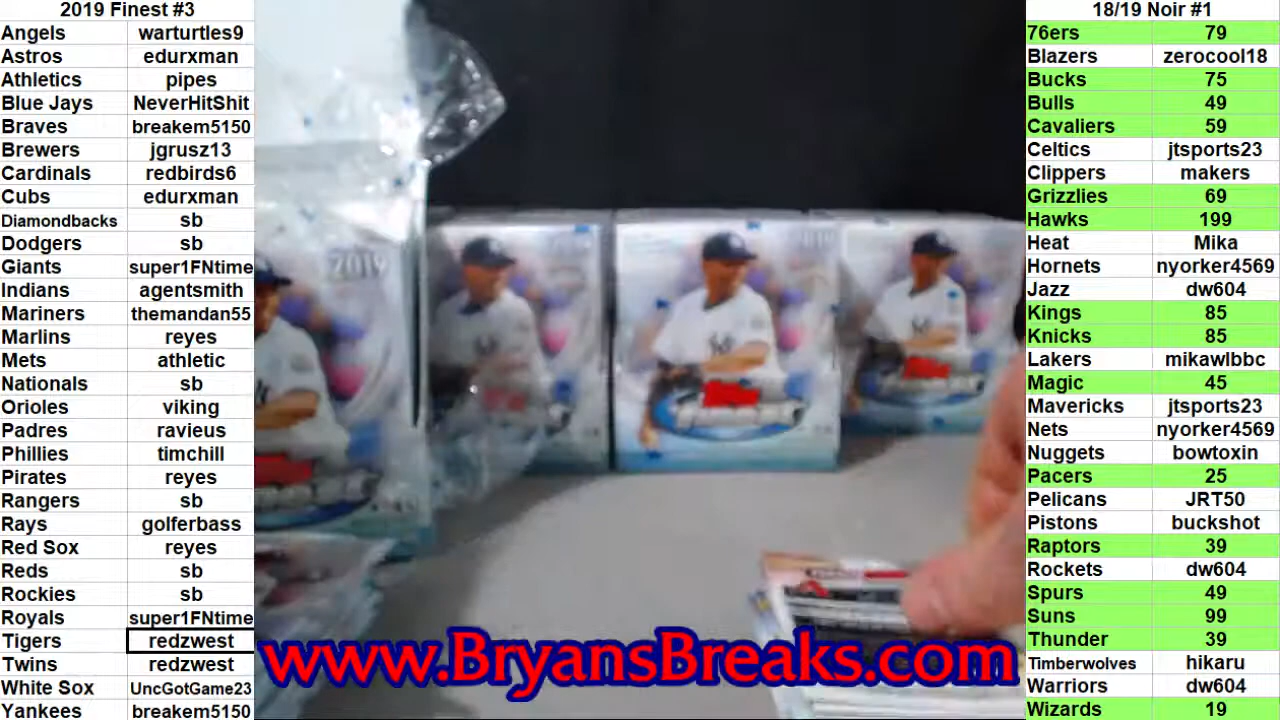 2019 Finest #3
Angels warturtles9
Astros edurxman
Athletics pipes
Blue Jays NeverHitShit
Braves breakem5150
Brewers jgrusz13
Cardinals redbirds6
Cubs edurxman
Diamondbacks sb
Dodgers sb
Giants super1FNtime
Indians agentsmith
Mariners themandan55
Marlins reyes
Mets athletic
Nationals sb
Orioles viking
Padres ravieus
Phillies timchill
Pirates reyes
Rangers sb
Rays golferbass
Red Sox reyes
Reds sb
Rockies sb
Royals super1FNtime
Tigers redzwest
Twins redzwest
White Sox UncGotGame23
Yankees breakem5150
2019
www.BryansBreaks.com
18/19 Noir #1
76ers 79
Blazers zerocool18
Bucks 75
Bulls 49
Cavaliers 59
Celtics jtsports23
Clippers makers
Grizzlies 69
Hawks 199
Heat Mika
Hornets nyorker4569
Jazz dw604
Kings 85
Knicks 85
Lakers mikawlbbc
Magic 45
Mavericks jtsports23
Nets nyorker4569
Nuggets bowtoxin
Pacers 25
Pelicans JRT50
Pistons buckshot
Raptors 39
Rockets dw604
Spurs 49
Suns 99
Thunder 39
Timberwolves hikaru
Warriors dw604
Wizards 19